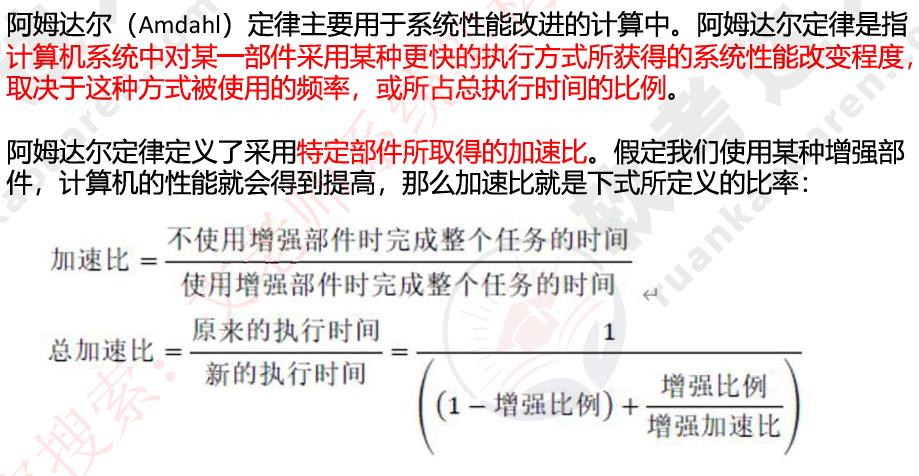 阿姆达尔（Amdahl）定律主要用于系统性能改进的计算中。阿姆达尔定律是指
计算机系统中对某一部件采用某种更快的执行方式所获得的系统性能改变程度，
取决于这种方式被使用的频率，或所占总执行时间的比例。
阿姆达尔定律定义了采用特定部件所取得的加速比。假定我们使用某种增强部
件，计算机的性能就会得到提高，那么加速比就是下式所定义的比率：
加速比 = 不使用增强部件时完成整个任务的时间 / 使用增强部件时完成整个任务的时间
总加速比 = 原来的执行时间 / 新的执行时间 = 1 / ((1 − 增强比例) + 增强比例 / 增强加速比)